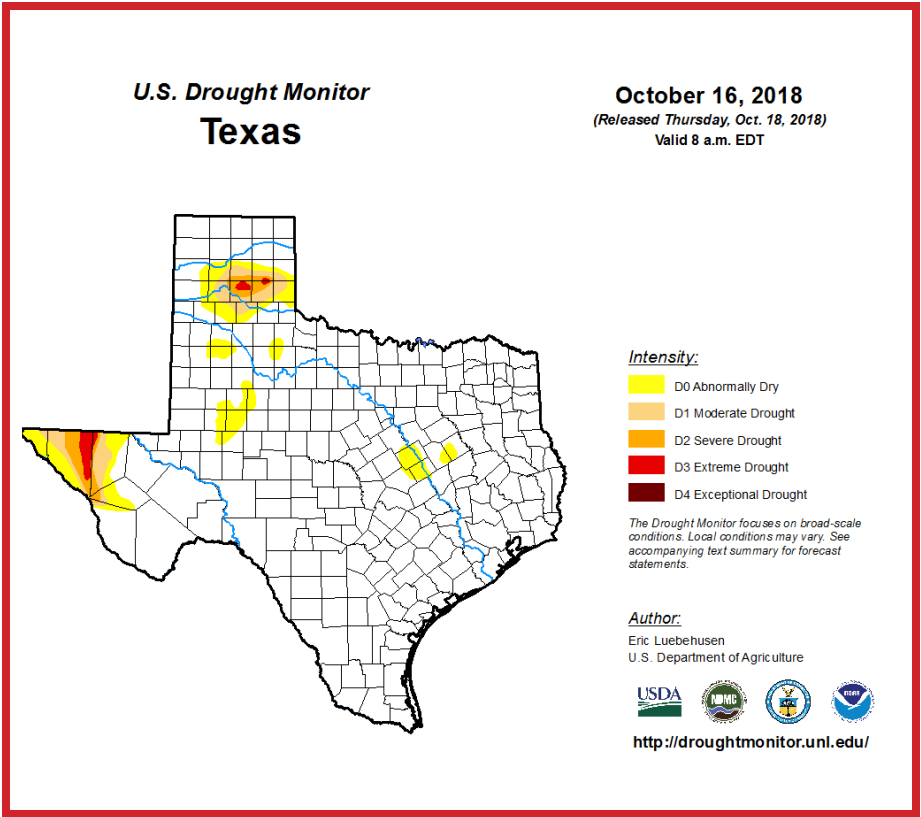 U.S. Drought Monitor
Texas
October 16, 2018
(Released Thursday, Oct. 18, 2018)
Valid 8 a.m. EDT
Intensity:
D0 Abnormally Dry
D1 Moderate Drought
D2 Severe Drought
D3 Extreme Drought
D4 Exceptional Drought
The Drought Monitor focuses on broad-scale
conditions. Local conditions may vary. See
accompanying text summary for forecast
statements.
Author:
Eric Luebehusen
U.S. Department of Agriculture
USDA
NDMC
NOAA
http://droughtmonitor.unl.edu/